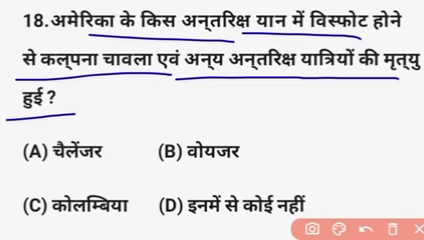 18.अमेरिका के किस अन्तरिक्ष यान में विस्फोट होने
से कल्पना चावला एवं अन्य अन्तरिक्ष यात्रियों की मृत्यु
हुई ?
(A) चैलेंजर (B) वोयजर
(C) कोलम्बिया (D) इनमें से कोई नहीं